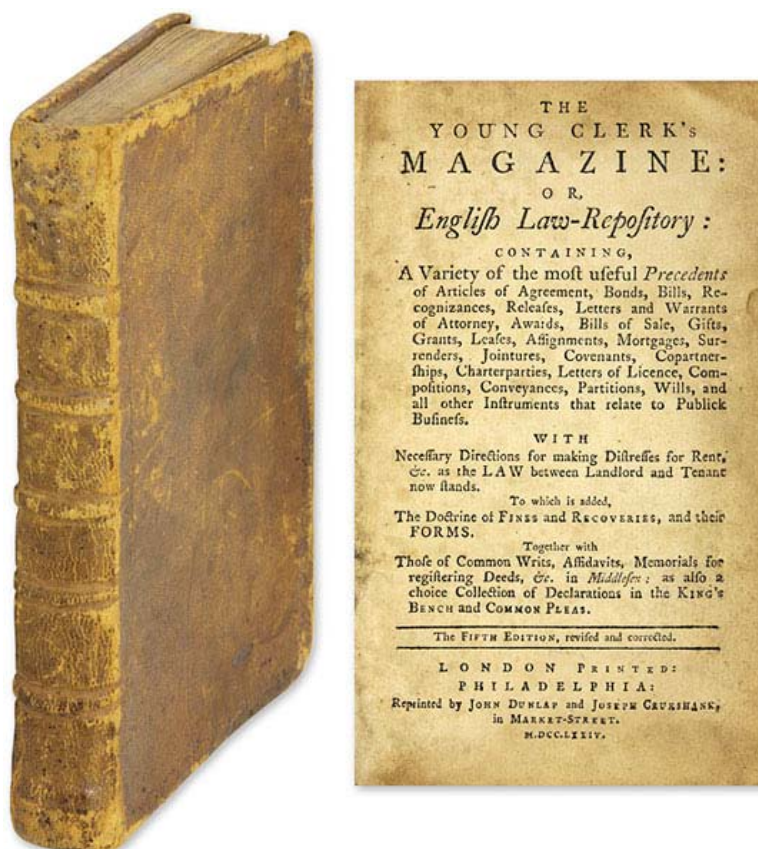 THE
YOUNG CLERK's
MAGAZINE:
OR,
Engliſh Law-Repoſitory:
CONTAINING,
A Variety of the moſt uſeful Precedents
of Articles of Agreement, Bonds, Bills, Re-
cognizances, Releaſes, Letters and Warrants
of Attorney, Awards, Bills of Sale, Gifts,
Grants, Leaſes, Aſſignments, Mortgages, Sur-
renders, Jointures, Covenants, Copartner-
ſhips, Charterparties, Letters of Licence, Com-
poſitions, Conveyances, Partitions, Wills, and
all other Inſtruments that relate to Publick
Buſineſs.
WITH
Neceſſary Directions for making Diſtreſſes for Rent,
&c. as the LAW between Landlord and Tenant
now ſtands.
To which is added,
The Doctrine of FINES and RECOVERIES, and their
FORMS.
Together with
Thoſe of Common Writs, Affidavits, Memorials for
regiſtering Deeds, &c. in Middleſex: as alſo a
choice Collection of Declarations in the KING's
BENCH and COMMON PLEAS.
The FIFTH EDITION, reviſed and corrected.
LONDON PRINTED:
PHILADELPHIA:
Reprinted by JOHN DUNLAP and JOSEPH CRUKSHANK,
in MARKET-STREET.
M.DCC.LXXIV.